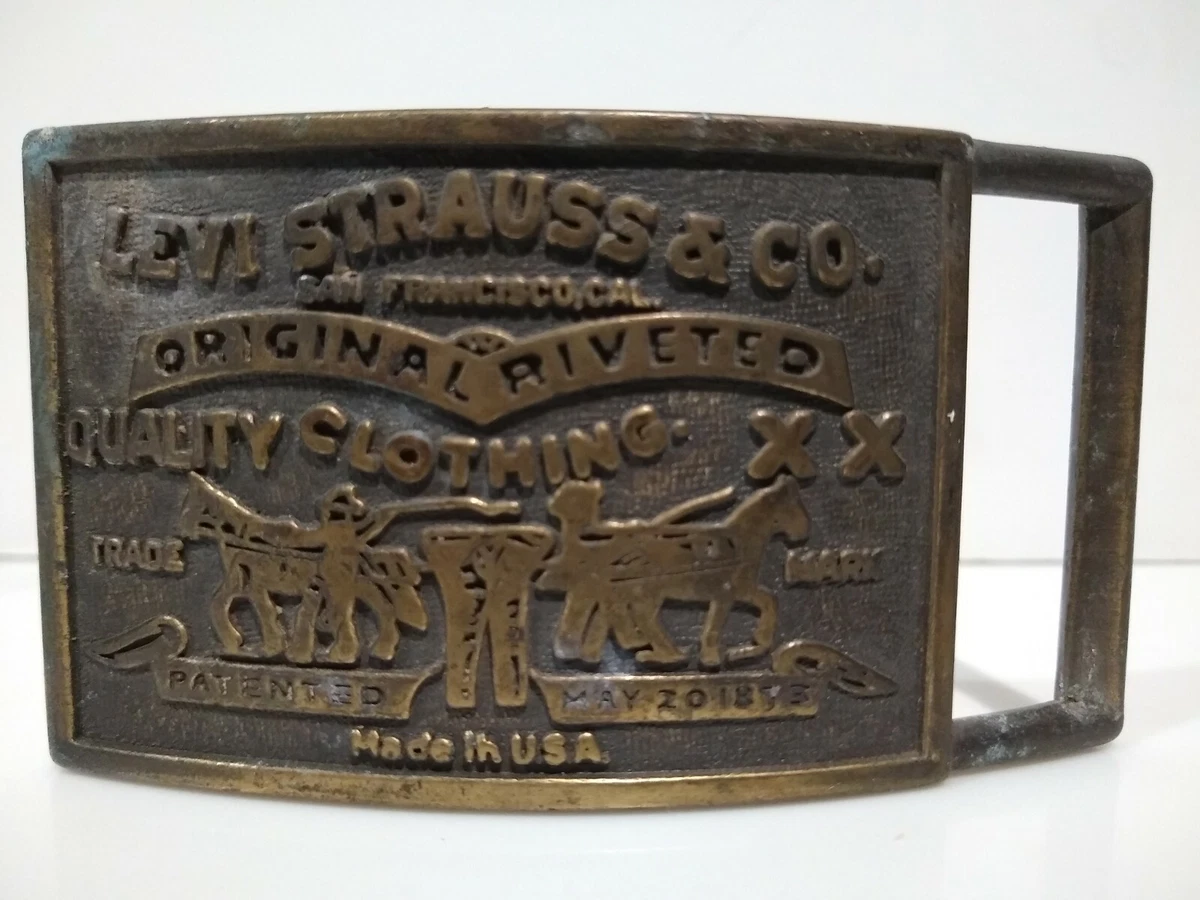 LEVI STRAUSS & CO.
SAN FRANCISCO, CAL.
ORIGINAL RIVETED
QUALITY CLOTHING. XX
TRADE MARK
PATENTED MAY 20 1873
Made in U.S.A.